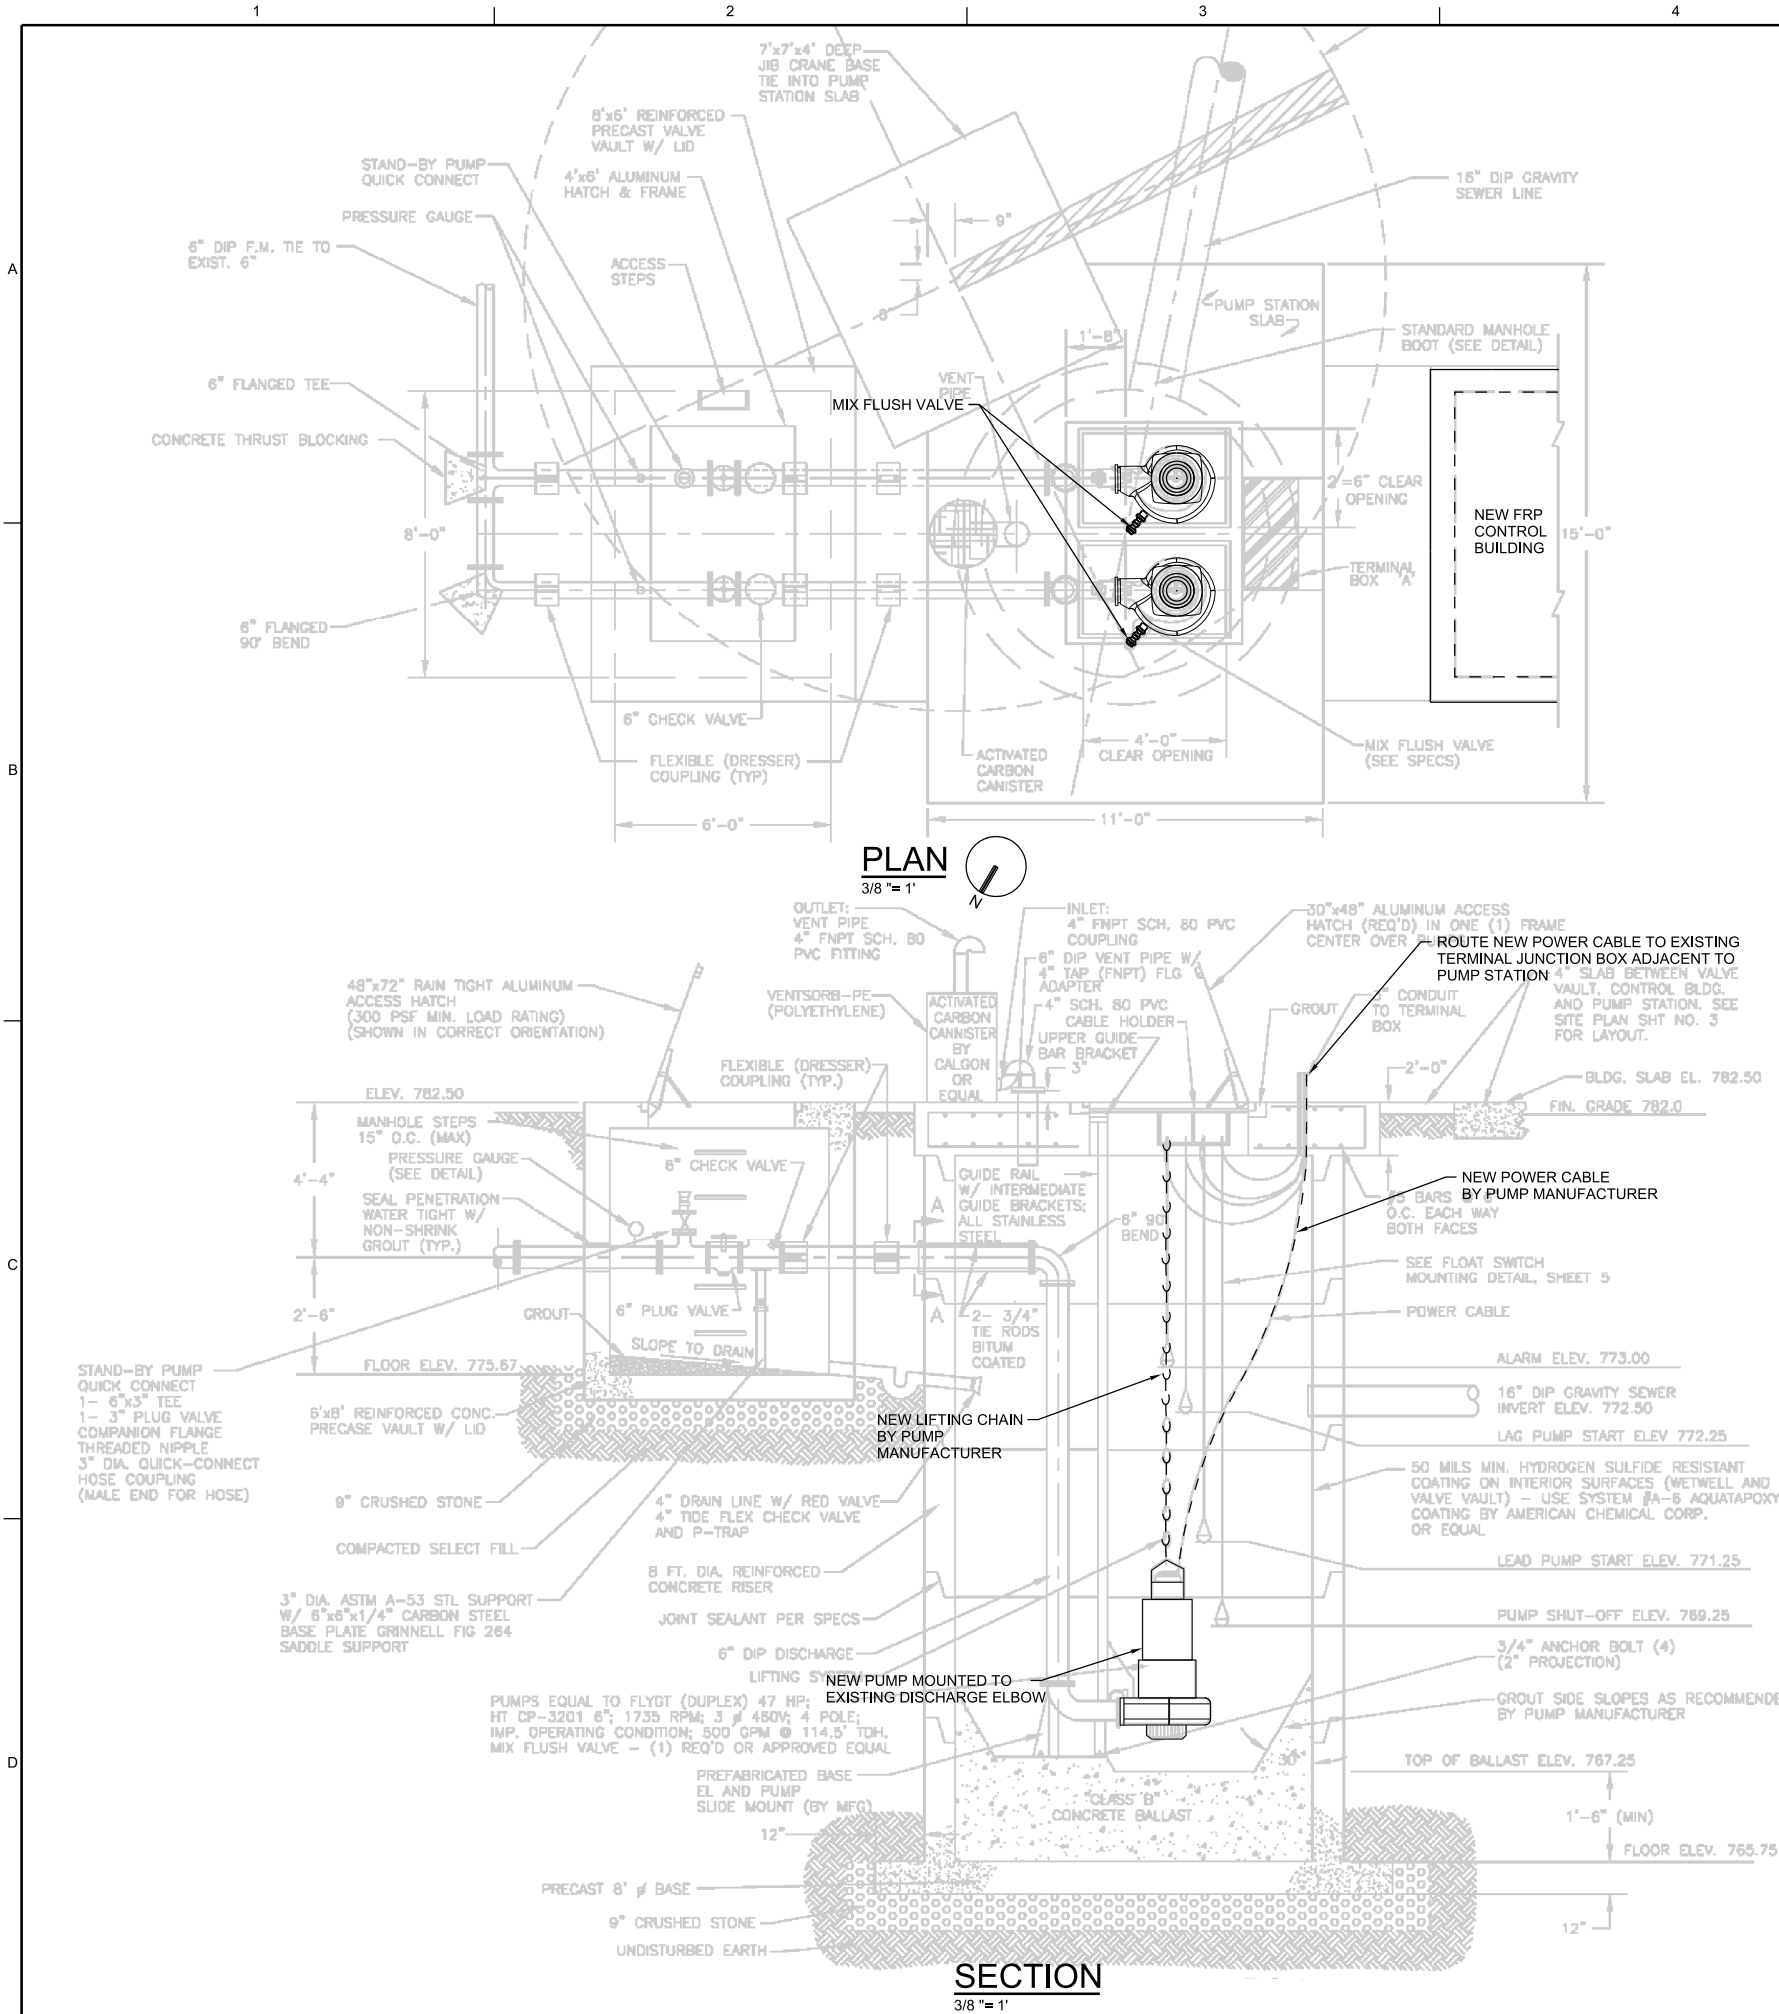 1
2
3
4
A
B
C
D
7'x7'x4' DEEP
JIB CRANE BASE
TIE INTO PUMP
STATION SLAB
8'x6' REINFORCED
PRECAST VALVE
VAULT W/ LID
STAND-BY PUMP
QUICK CONNECT
4'x6' ALUMINUM
HATCH & FRAME
PRESSURE GAUGE
6" DIP F.M. TIE TO
EXIST. 6"
ACCESS
STEPS
9"
16" DIP GRAVITY
SEWER LINE
PUMP STATION
SLAB
1'-8"
STANDARD MANHOLE
BOOT (SEE DETAIL)
6" FLANGED TEE
VENT
PIPE
MIX FLUSH VALVE
CONCRETE THRUST BLOCKING
8'-0"
CLEAR
OPENING
NEW FRP
CONTROL
BUILDING
15'-0"
TERMINAL
BOX "A"
6" FLANGED
90° BEND
6" CHECK VALVE
FLEXIBLE (DRESSER)
COUPLING (TYP)
ACTIVATED
CARBON
CANISTER
4'-0"
CLEAR OPENING
MIX FLUSH VALVE
(SEE SPECS)
6'-0"
11'-0"
PLAN
3/8 "= 1'
N
OUTLET:
VENT PIPE
4" FNPT SCH. 80
PVC FITTING
INLET:
4" FNPT SCH. 80 PVC
COUPLING
6" DIP VENT PIPE W/
4" TAP (FNPT) FLG
ADAPTER
30"x48" ALUMINUM ACCESS
HATCH (REQ'D) IN ONE (1) FRAME
CENTER OVER
ROUTE NEW POWER CABLE TO EXISTING
TERMINAL JUNCTION BOX ADJACENT TO
PUMP STATION
48"x72" RAIN TIGHT ALUMINUM
ACCESS HATCH
(300 PSF MIN. LOAD RATING)
(SHOWN IN CORRECT ORIENTATION)
VENTSORB-PE
(POLYETHYLENE)
ACTIVATED
CARBON
CANNISTER
BY
CALGON
OR
EQUAL
4" SCH. 80 PVC
CABLE HOLDER
UPPER GUIDE
BAR BRACKET
3"
GROUT
CONDUIT
TO TERMINAL
BOX
4" SLAB BETWEEN VALVE
VAULT, CONTROL BLDG.
AND PUMP STATION. SEE
SITE PLAN SHT NO. 3
FOR LAYOUT.
FLEXIBLE (DRESSER)
COUPLING (TYP.)
2'-0"
BLDG. SLAB EL. 782.50
ELEV. 782.50
FIN. GRADE 782.0
MANHOLE STEPS
15" O.C. (MAX)
PRESSURE GAUGE
(SEE DETAIL)
6" CHECK VALVE
4'-4"
SEAL PENETRATION
WATER TIGHT W/
NON-SHRINK
GROUT (TYP.)
GUIDE RAIL
W/ INTERMEDIATE
GUIDE BRACKETS;
ALL STAINLESS
STEEL
A
6" 90°
BEND
NEW POWER CABLE
BY PUMP MANUFACTURER
#5 BARS
O.C. EACH WAY
BOTH FACES
SEE FLOAT SWITCH
MOUNTING DETAIL, SHEET 5
2'-6"
GROUT
6" PLUG VALVE
SLOPE TO DRAIN
A
2- 3/4"
TIE RODS
BITUM
COATED
POWER CABLE
FLOOR ELEV. 775.67
ALARM ELEV. 773.00
STAND-BY PUMP
QUICK CONNECT
1- 6"x3" TEE
1- 3" PLUG VALVE
COMPANION FLANGE
THREADED NIPPLE
3" DIA. QUICK-CONNECT
HOSE COUPLING
(MALE END FOR HOSE)
16" DIP GRAVITY SEWER
INVERT ELEV. 772.50
6'x8' REINFORCED CONC.
PRECASE VAULT W/ LID
NEW LIFTING CHAIN
BY PUMP
MANUFACTURER
LAG PUMP START ELEV 772.25
50 MILS MIN. HYDROGEN SULFIDE RESISTANT
COATING ON INTERIOR SURFACES (WETWELL AND
VALVE VAULT) - USE SYSTEM #A-6 AQUATAPOXY
COATING BY AMERICAN CHEMICAL CORP.
OR EQUAL
9" CRUSHED STONE
4" DRAIN LINE W/ RED VALVE
4" TIDE FLEX CHECK VALVE
AND P-TRAP
COMPACTED SELECT FILL
8 FT. DIA. REINFORCED
CONCRETE RISER
LEAD PUMP START ELEV. 771.25
3" DIA. ASTM A-53 STL SUPPORT
W/ 6"x6"x1/4" CARBON STEEL
BASE PLATE GRINNELL FIG 264
SADDLE SUPPORT
JOINT SEALANT PER SPECS
PUMP SHUT-OFF ELEV. 769.25
6" DIP DISCHARGE
3/4" ANCHOR BOLT (4)
(2" PROJECTION)
LIFTING
NEW PUMP MOUNTED TO
EXISTING DISCHARGE ELBOW
PUMPS EQUAL TO FLYGT (DUPLEX) 47 HP;
HT CP-3201 6"; 1735 RPM; 3 ø 460V; 4 POLE;
IMP. OPERATING CONDITION; 500 GPM @ 114.5' TDH.
MIX FLUSH VALVE - (1) REQ'D OR APPROVED EQUAL
GROUT SIDE SLOPES AS RECOMMENDE
BY PUMP MANUFACTURER
30°
TOP OF BALLAST ELEV. 767.25
PREFABRICATED BASE
EL AND PUMP
SLIDE MOUNT (BY MFG)
"CLASS B"
CONCRETE BALLAST
1'-6" (MIN)
12"
FLOOR ELEV. 765.75
PRECAST 8' ø BASE
9" CRUSHED STONE
12"
UNDISTURBED EARTH
SECTION
3/8 "= 1'